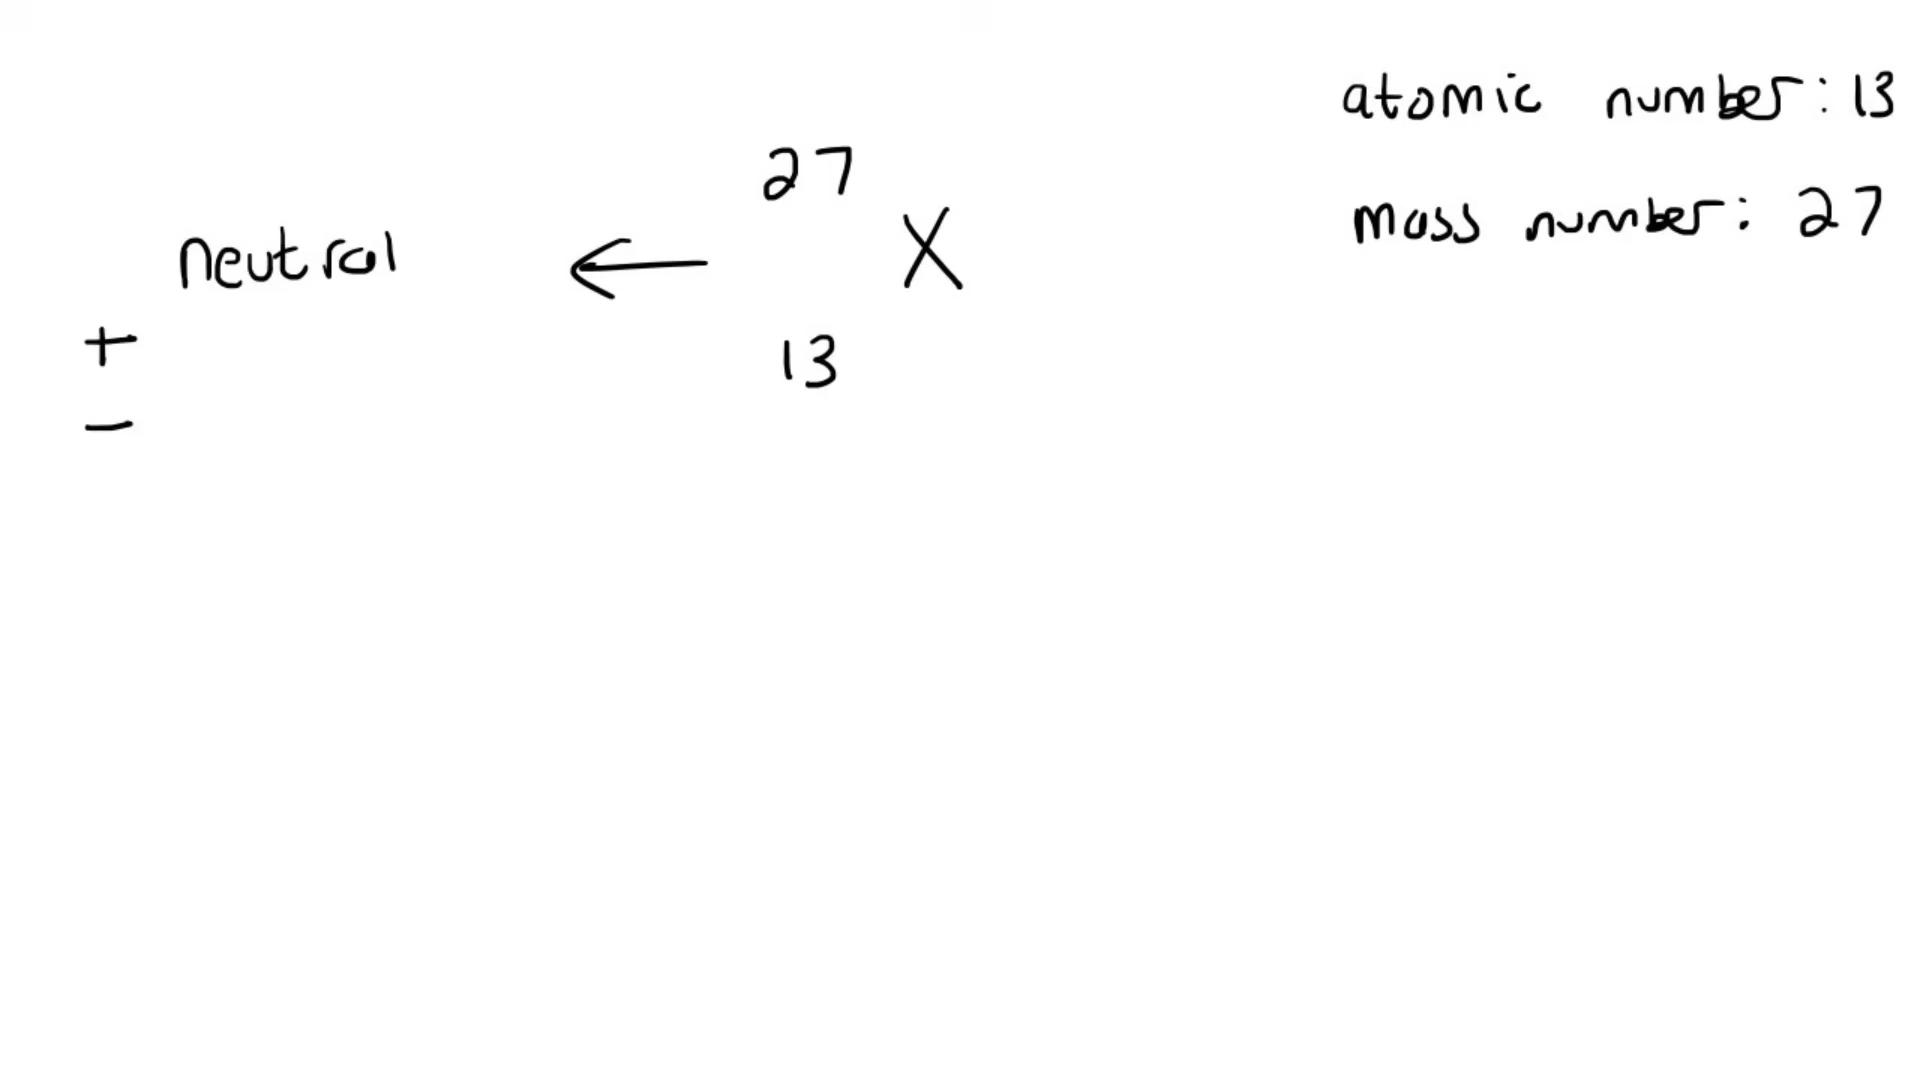 atomic number: 13
27
mass number: 27
neutral ← X
+
13
-